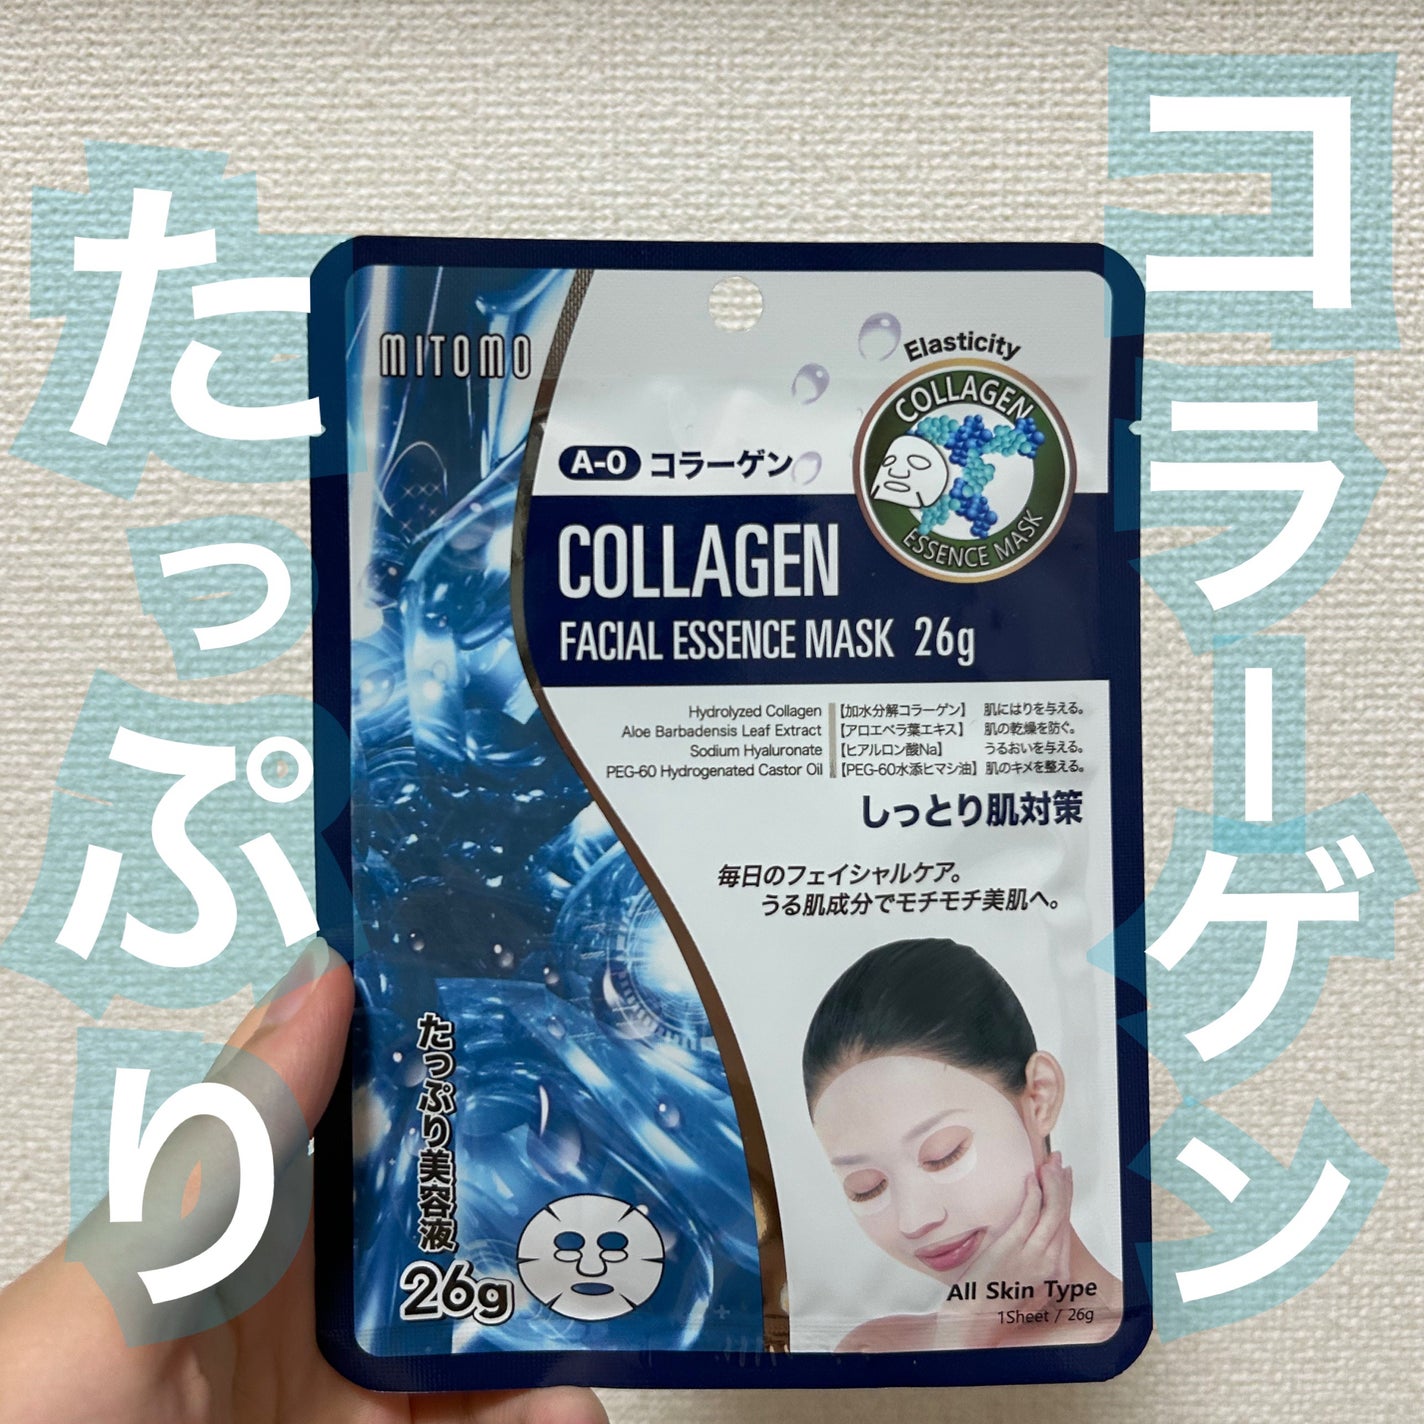 コラーゲン
たっぷり
MITOMO
Elasticity
COLLAGEN
ESSENCE MASK
A-0 コラーゲン
COLLAGEN
FACIAL ESSENCE MASK 26g
Hydrolyzed Collagen 【加水分解コラーゲン】 肌にはりを与える。
Aloe Barbadensis Leaf Extract 【アロエベラ葉エキス】 肌の乾燥を防ぐ。
Sodium Hyaluronate 【ヒアルロン酸Na】 うるおいを与える。
PEG-60 Hydrogenated Castor Oil 【PEG-60水添ヒマシ油】 肌のキメを整える。
しっとり肌対策
毎日のフェイシャルケア。
うる肌成分でモチモチ美肌へ。
たっぷり美容液
26g
All Skin Type
1Sheet / 26g